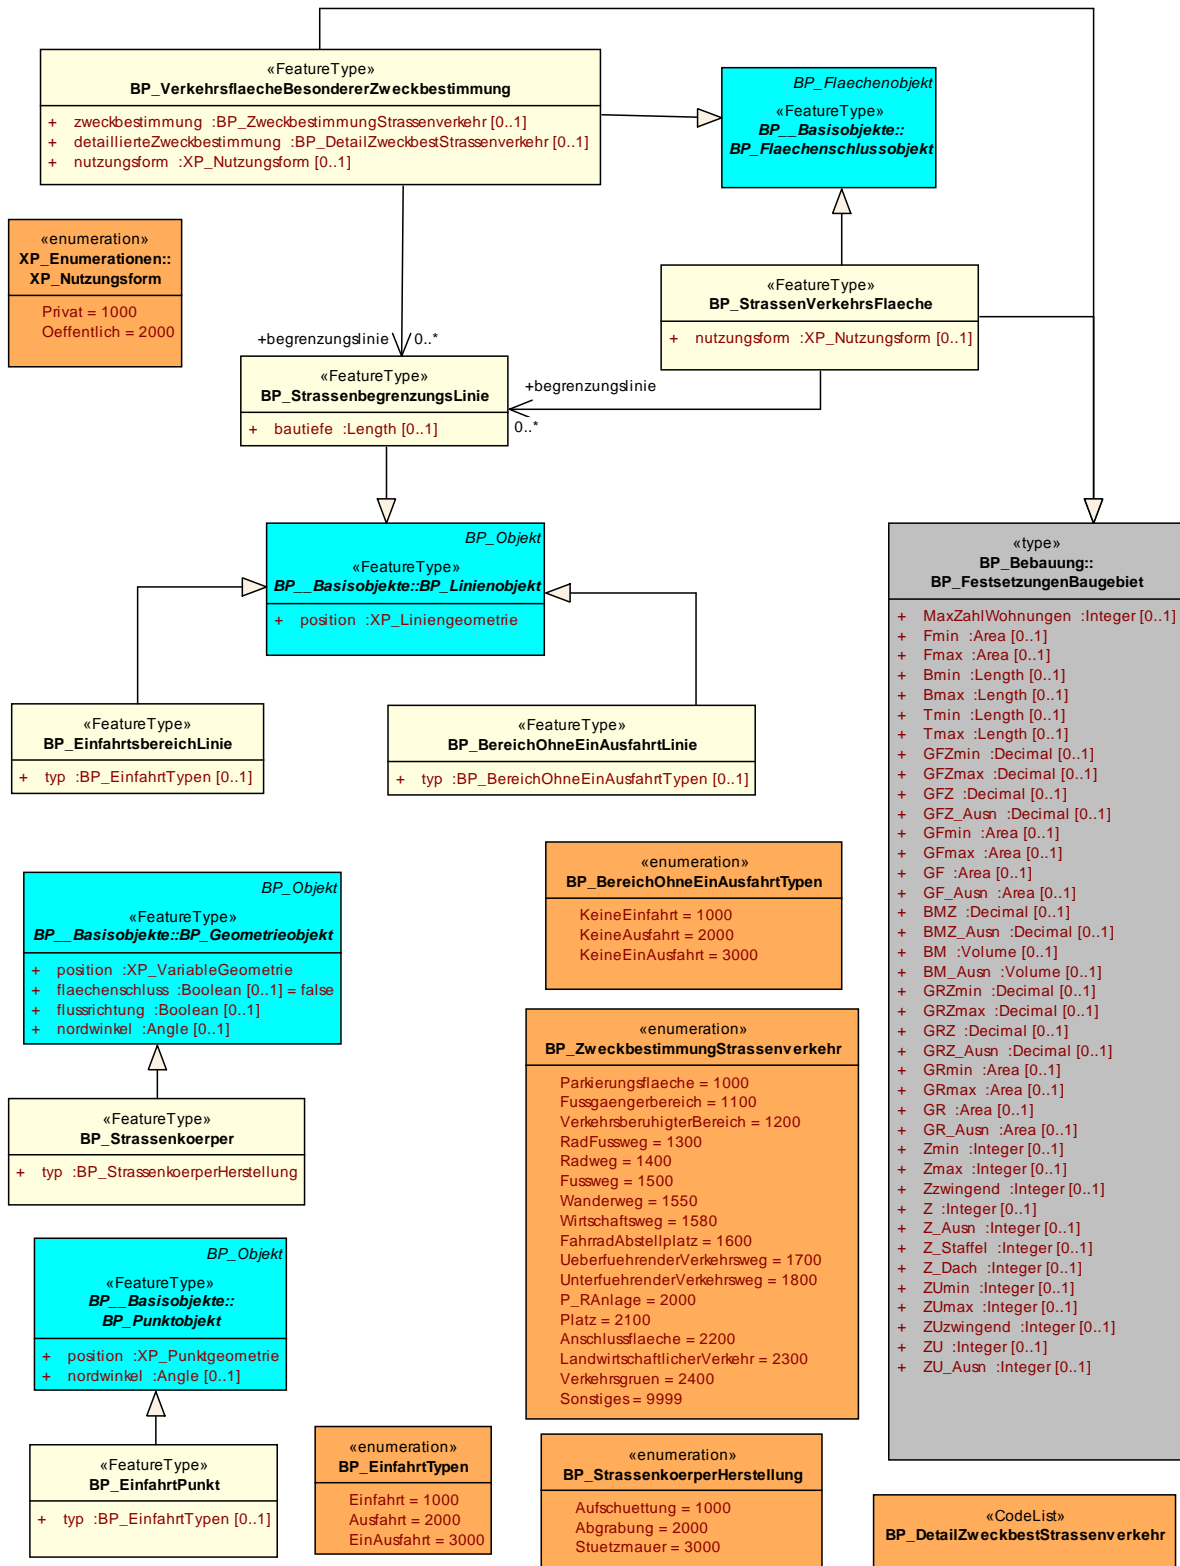 «FeatureType»
BP_VerkehrsflaecheBesondererZweckbestimmung
+ zweckbestimmung :BP_ZweckbestimmungStrassenverkehr [0..1]
+ detaillierteZweckbestimmung :BP_DetailZweckbestStrassenverkehr [0..1]
+ nutzungsform :XP_Nutzungsform [0..1]
BP_Flaechenobjekt
«FeatureType»
BP__Basisobjekte::
BP_Flaechenschlussobjekt
«enumeration»
XP_Enumerationen::
XP_Nutzungsform
Privat = 1000
Oeffentlich = 2000
«FeatureType»
BP_StrassenVerkehrsFlaeche
+ nutzungsform :XP_Nutzungsform [0..1]
+begrenzungslinie 0..*
«FeatureType»
BP_StrassenbegrenzungsLinie
+ bautiefe :Length [0..1]
+begrenzungslinie
0..*
BP_Objekt
«FeatureType»
BP__Basisobjekte::BP_Linienobjekt
+ position :XP_Liniengeometrie
«FeatureType»
BP_EinfahrtsbereichLinie
+ typ :BP_EinfahrtTypen [0..1]
«FeatureType»
BP_BereichOhneEinAusfahrtLinie
+ typ :BP_BereichOhneEinAusfahrtTypen [0..1]
«type»
BP_Bebauung::
BP_FestsetzungenBaugebiet
+ MaxZahlWohnungen :Integer [0..1]
+ Fmin :Area [0..1]
+ Fmax :Area [0..1]
+ Bmin :Length [0..1]
+ Bmax :Length [0..1]
+ Tmin :Length [0..1]
+ Tmax :Length [0..1]
+ GFZmin :Decimal [0..1]
+ GFZmax :Decimal [0..1]
+ GFZ :Decimal [0..1]
+ GFZ_Ausn :Decimal [0..1]
+ GFmin :Area [0..1]
+ GFmax :Area [0..1]
+ GF :Area [0..1]
+ GF_Ausn :Area [0..1]
+ BMZ :Decimal [0..1]
+ BMZ_Ausn :Decimal [0..1]
+ BM :Volume [0..1]
+ BM_Ausn :Volume [0..1]
+ GRZmin :Decimal [0..1]
+ GRZmax :Decimal [0..1]
+ GRZ :Decimal [0..1]
+ GRZ_Ausn :Decimal [0..1]
+ GRmin :Area [0..1]
+ GRmax :Area [0..1]
+ GR :Area [0..1]
+ GR_Ausn :Area [0..1]
+ Zmin :Integer [0..1]
+ Zmax :Integer [0..1]
+ Zzwingend :Integer [0..1]
+ Z :Integer [0..1]
+ Z_Ausn :Integer [0..1]
+ Z_Staffel :Integer [0..1]
+ Z_Dach :Integer [0..1]
+ ZUmin :Integer [0..1]
+ ZUmax :Integer [0..1]
+ ZUzwingend :Integer [0..1]
+ ZU :Integer [0..1]
+ ZU_Ausn :Integer [0..1]
«enumeration»
BP_BereichOhneEinAusfahrtTypen
KeineEinfahrt = 1000
KeineAusfahrt = 2000
KeineEinAusfahrt = 3000
BP_Objekt
«FeatureType»
BP__Basisobjekte::BP_Geometrieobjekt
+ position :XP_VariableGeometrie
+ flaechenschluss :Boolean [0..1] = false
+ flussrichtung :Boolean [0..1]
+ nordwinkel :Angle [0..1]
«FeatureType»
BP_Strassenkoerper
+ typ :BP_StrassenkoerperHerstellung
«enumeration»
BP_ZweckbestimmungStrassenverkehr
Parkierungsflaeche = 1000
Fussgaengerbereich = 1100
VerkehrsberuhigterBereich = 1200
RadFussweg = 1300
Radweg = 1400
Fussweg = 1500
Wanderweg = 1550
Wirtschaftsweg = 1580
FahrradAbstellplatz = 1600
UeberfuehrenderVerkehrsweg = 1700
UnterfuehrenderVerkehrsweg = 1800
P_RAnlage = 2000
Platz = 2100
Anschlussflaeche = 2200
LandwirtschaftlicherVerkehr = 2300
Verkehrsgruen = 2400
Sonstiges = 9999
BP_Objekt
«FeatureType»
BP__Basisobjekte::
BP_Punktobjekt
+ position :XP_Punktgeometrie
+ nordwinkel :Angle [0..1]
«FeatureType»
BP_EinfahrtPunkt
+ typ :BP_EinfahrtTypen [0..1]
«enumeration»
BP_EinfahrtTypen
Einfahrt = 1000
Ausfahrt = 2000
EinAusfahrt = 3000
«enumeration»
BP_StrassenkoerperHerstellung
Aufschuettung = 1000
Abgrabung = 2000
Stuetzmauer = 3000
«CodeList»
BP_DetailZweckbestStrassenverkehr